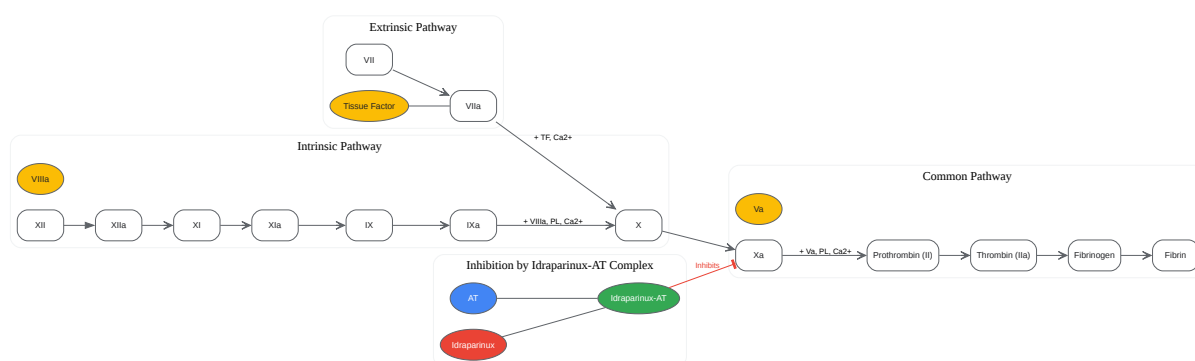 Extrinsic Pathway
VII
Tissue Factor
VIIa
+ TF, Ca2+
Intrinsic Pathway
VIIIa
XII
XIIa
XI
XIa
IX
IXa
+ VIIIa, PL, Ca2+
X
Common Pathway
Va
Xa
+ Va, PL, Ca2+
Prothrombin (II)
Thrombin (IIa)
Fibrinogen
Fibrin
Inhibition by Idraparinux-AT Complex
Inhibits
AT
Idraparinux-AT
Idraparinux